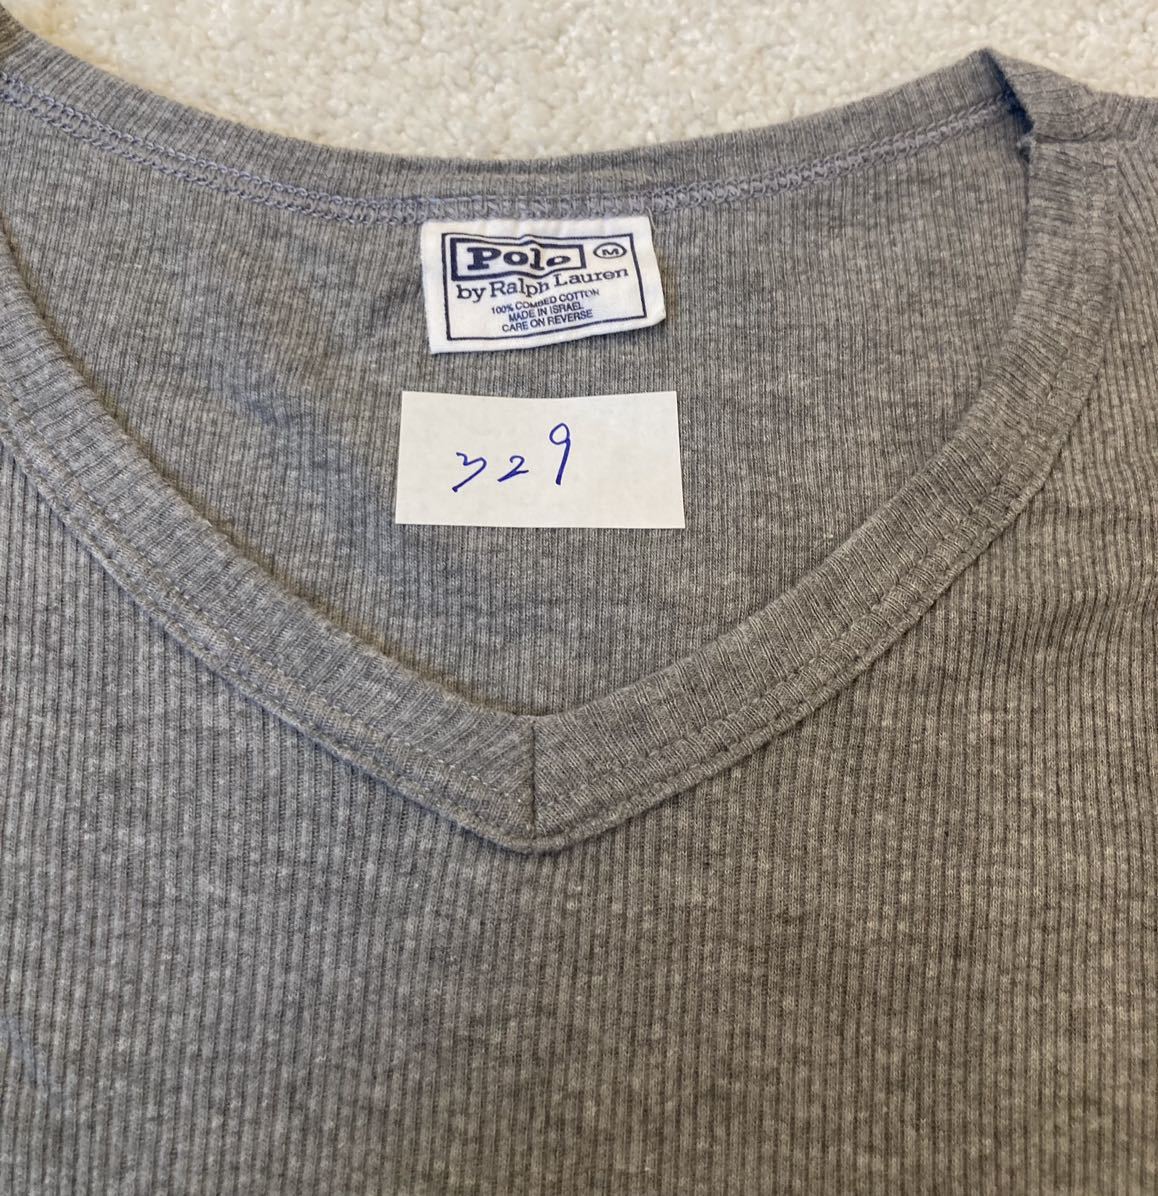 Polo M
by Ralph Lauren
100% COMBED COTTON
MADE IN ISRAEL
CARE ON REVERSE
329